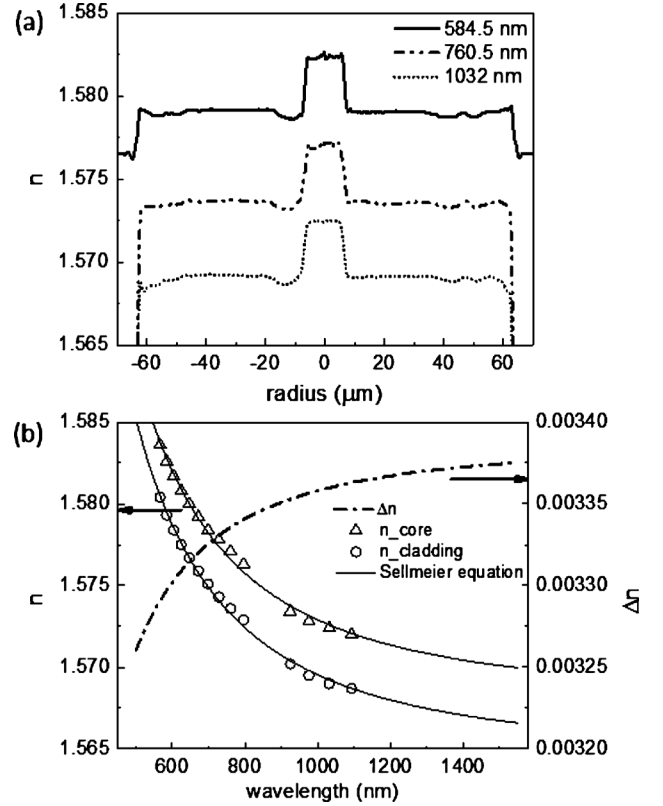 (a)
1.585
1.580
1.575
1.570
1.565
n
584.5 nm
760.5 nm
1032 nm
-60 -40 -20 0 20 40 60
radius (µm)
(b)
1.585
1.580
1.575
1.570
1.565
n
0.00340
0.00335
0.00330
0.00325
0.00320
Δn
Δn
n_core
n_cladding
Sellmeier equation
600 800 1000 1200 1400
wavelength (nm)